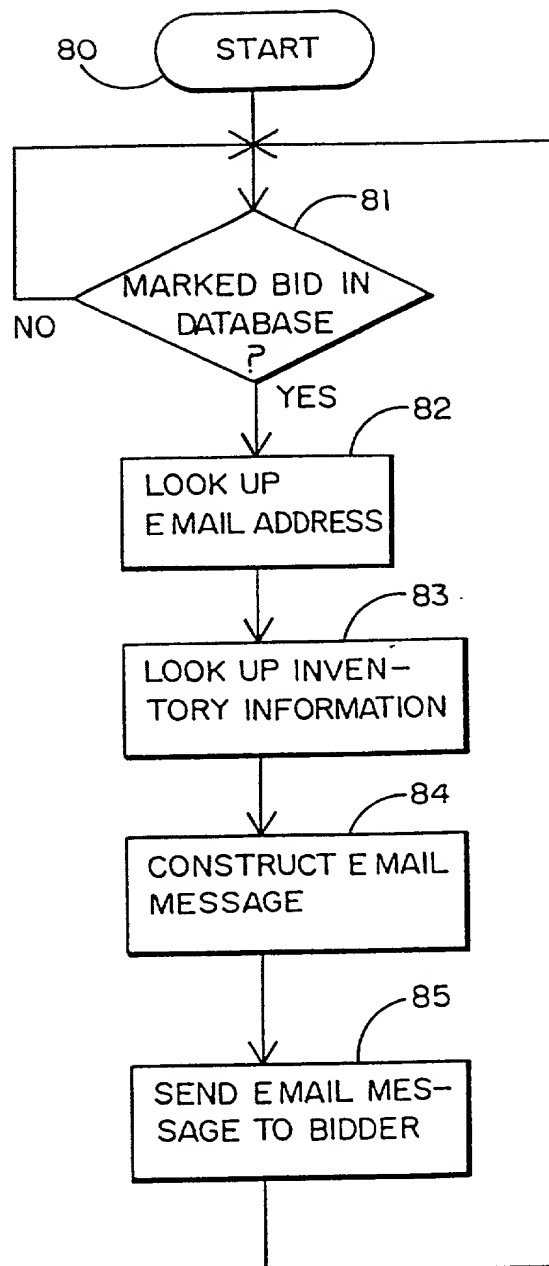 80
START
81
MARKED BID IN
DATABASE
?
NO
YES
82
LOOK UP
E MAIL ADDRESS
83
LOOK UP INVEN-
TORY INFORMATION
84
CONSTRUCT E MAIL
MESSAGE
85
SEND E MAIL MES-
SAGE TO BIDDER